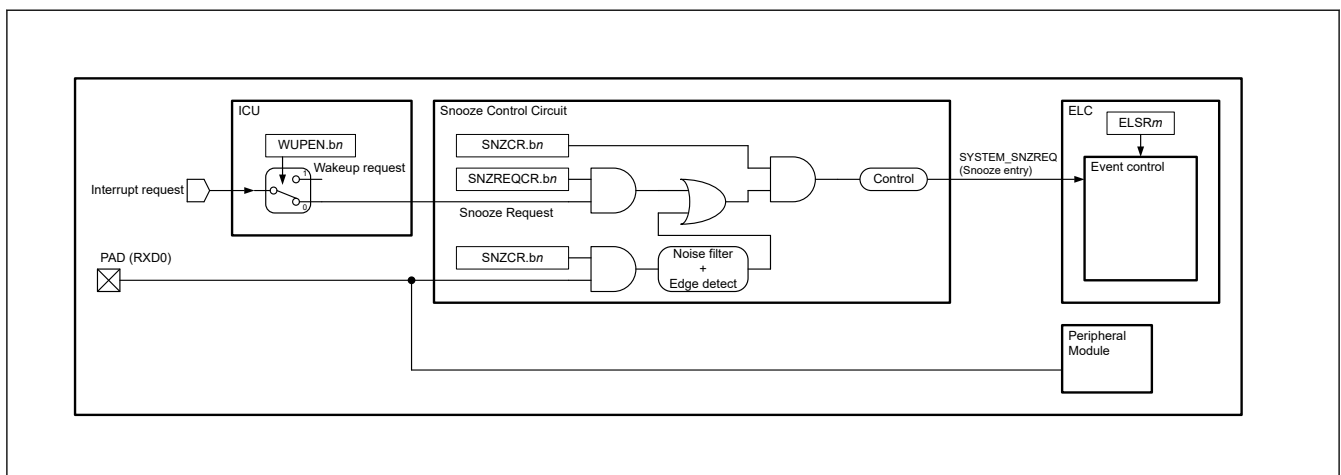 ICU
Snooze Control Circuit
ELC
WUPEN.bn
SNZCR.bn
ELSRm
Wakeup request
1
0
Interrupt request
SNZREQCR.bn
Snooze Request
Control
SYSTEM_SNZREQ
(Snooze entry)
Event control
PAD (RXD0)
SNZCR.bn
Noise filter
+
Edge detect
Peripheral
Module